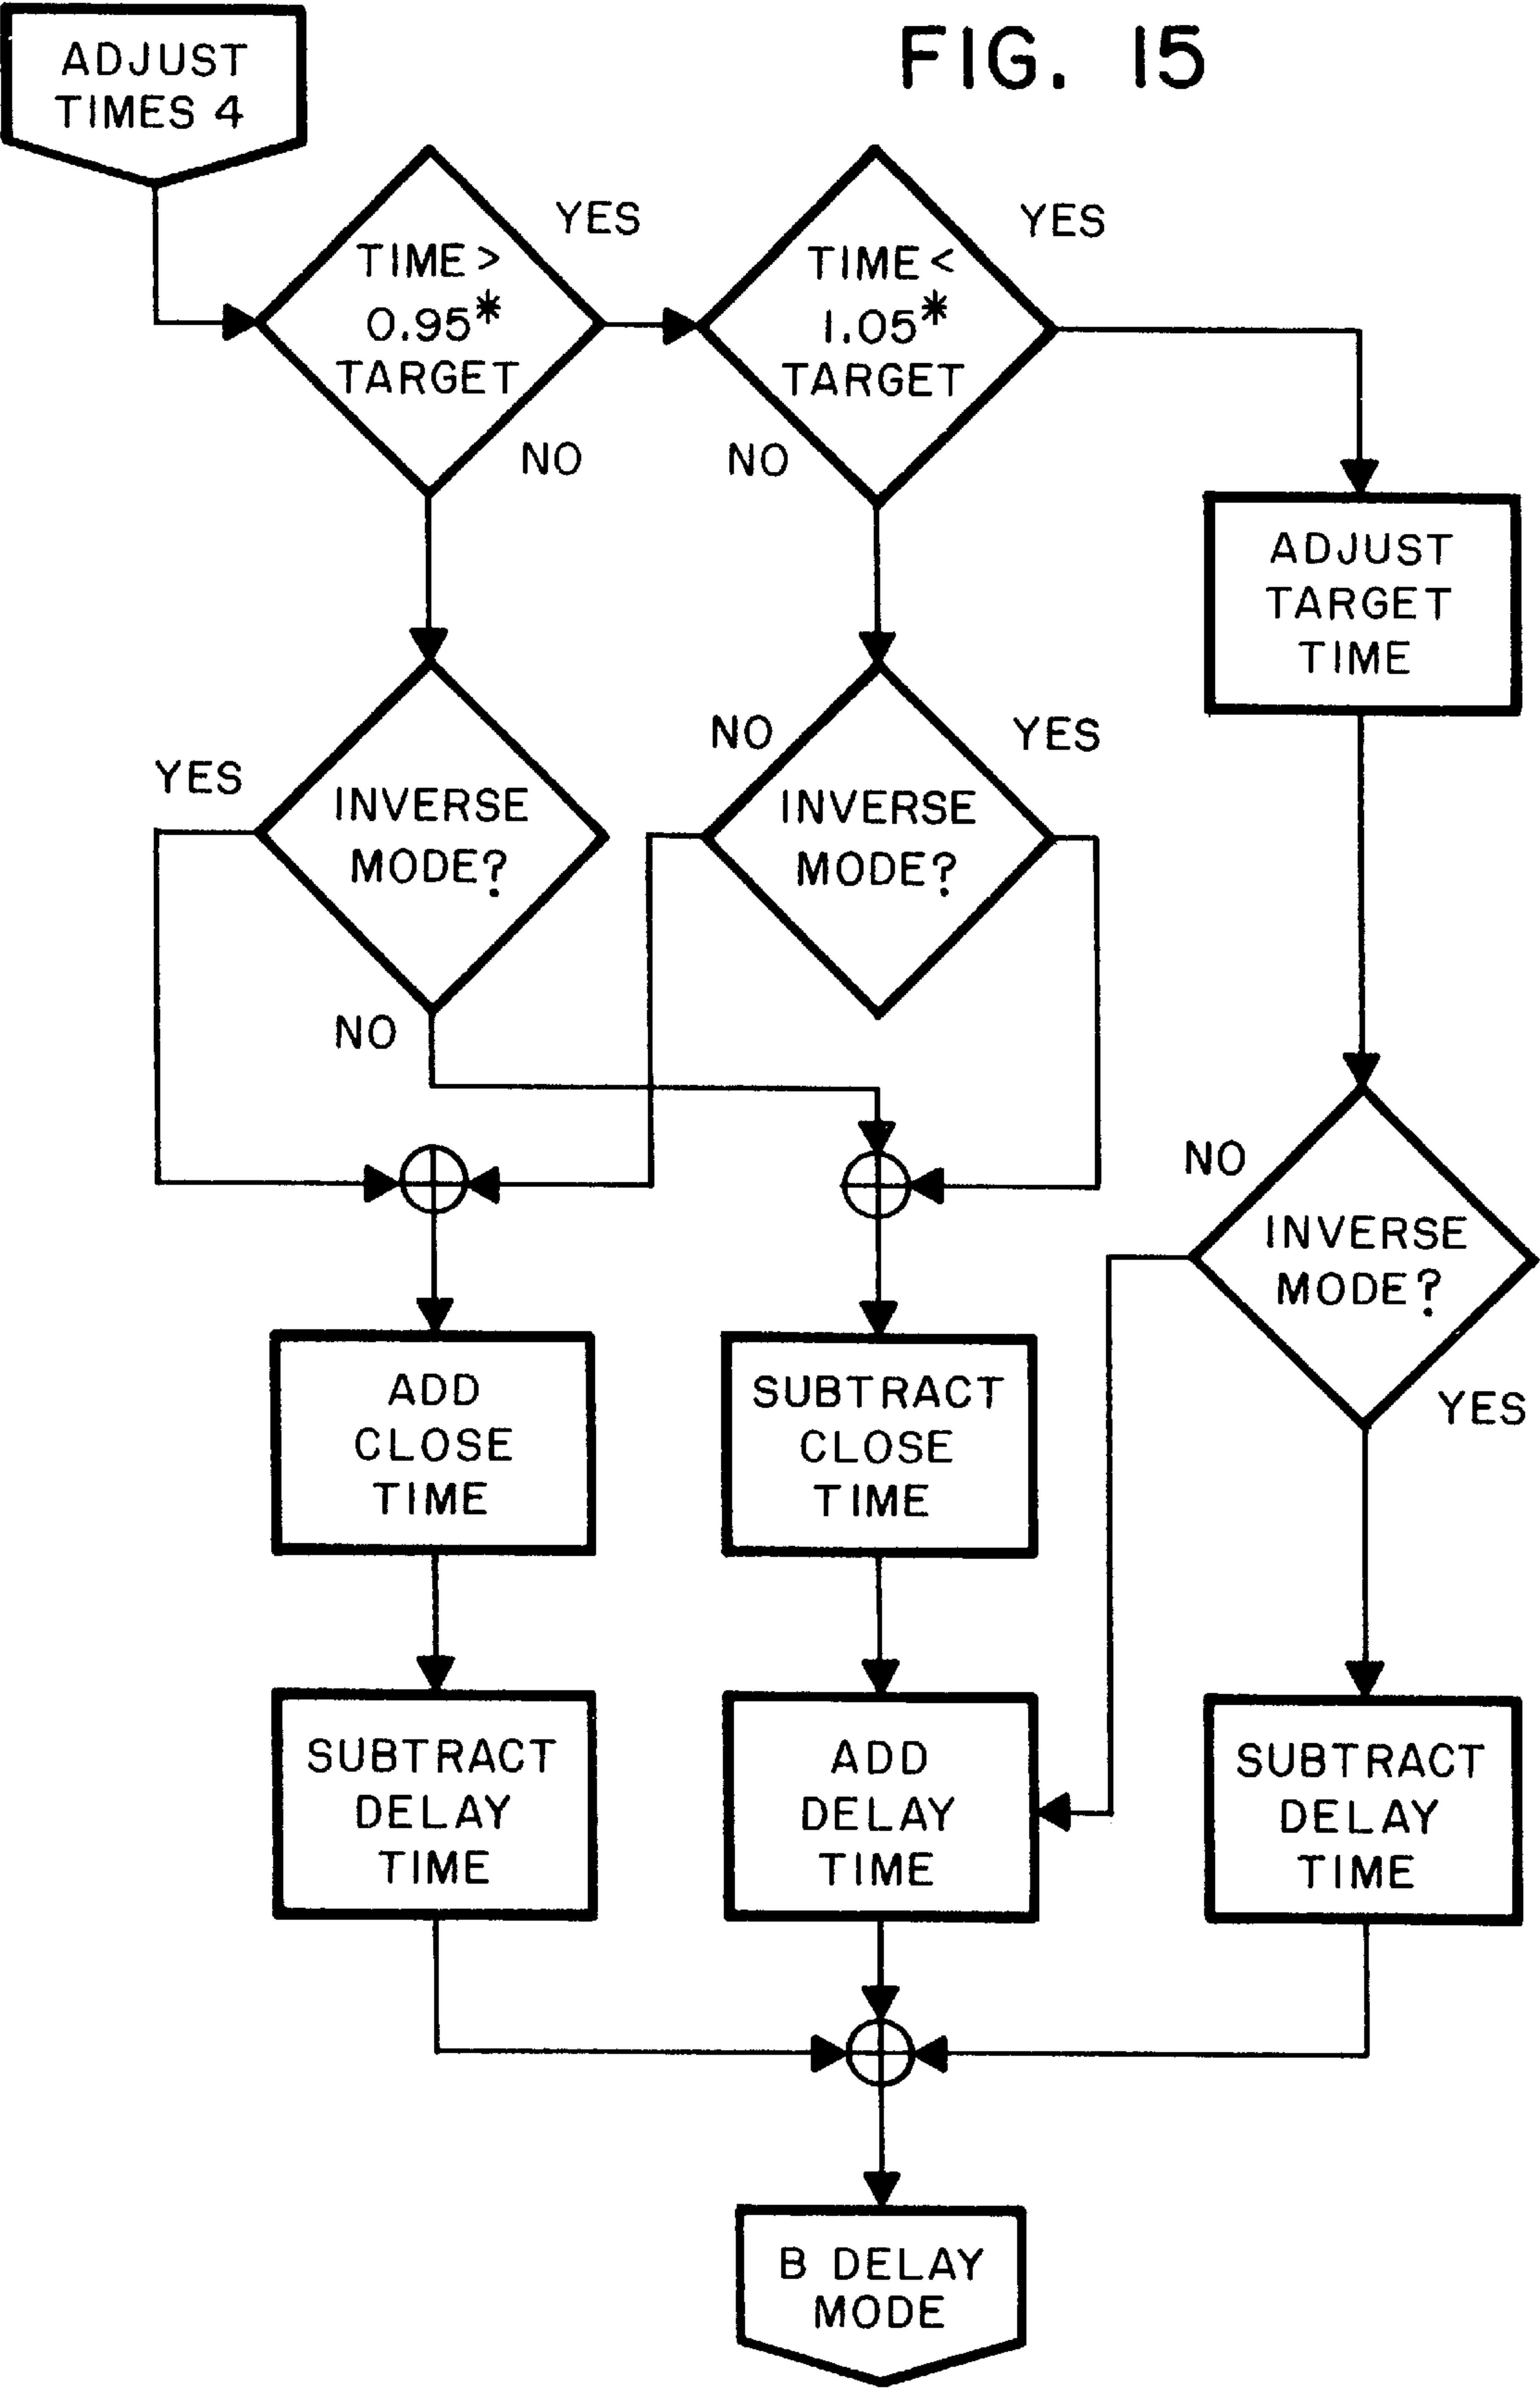 FIG. 15
ADJUST
TIMES 4
YES
YES
TIME >
0.95*
TARGET
TIME <
1.05*
TARGET
NO
NO
ADJUST
TARGET
TIME
NO
YES
YES
INVERSE
MODE?
INVERSE
MODE?
NO
NO
INVERSE
MODE?
YES
ADD
CLOSE
TIME
SUBTRACT
CLOSE
TIME
SUBTRACT
DELAY
TIME
ADD
DELAY
TIME
SUBTRACT
DELAY
TIME
B DELAY
MODE